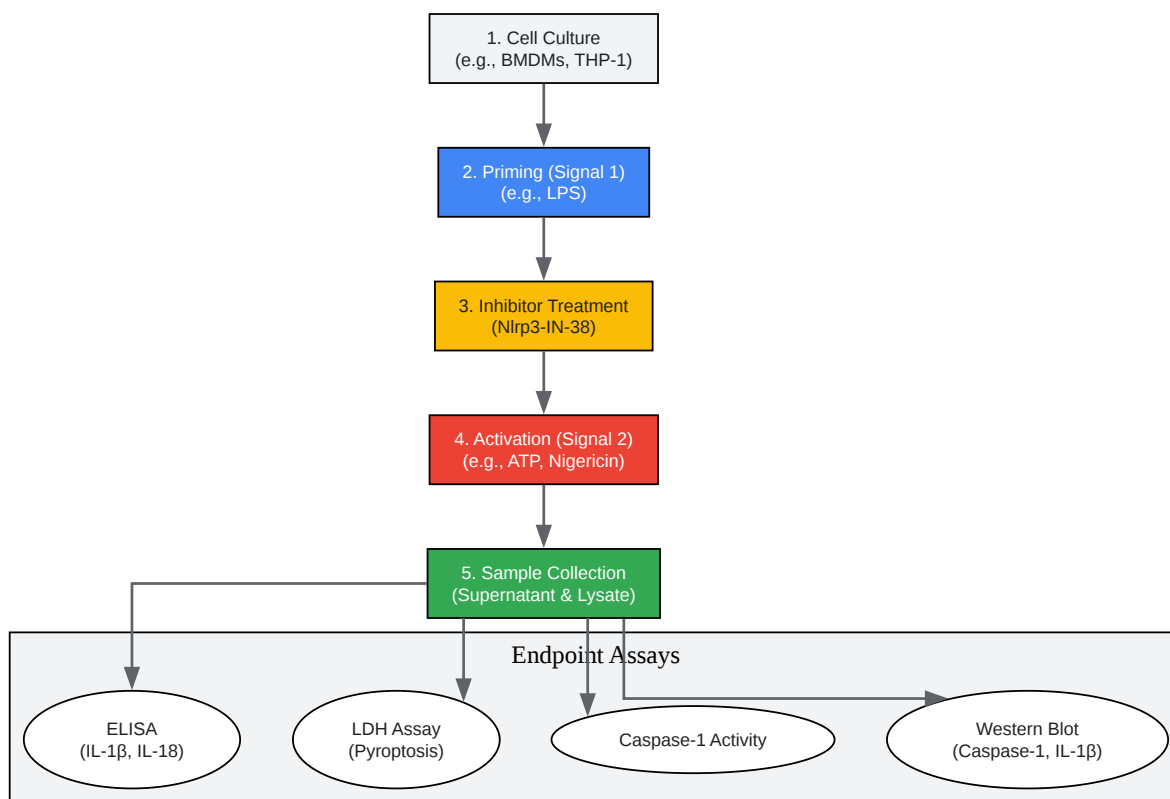 1. Cell Culture
(e.g., BMDMs, THP-1)
2. Priming (Signal 1)
(e.g., LPS)
3. Inhibitor Treatment
(Nlrp3-IN-38)
4. Activation (Signal 2)
(e.g., ATP, Nigericin)
5. Sample Collection
(Supernatant & Lysate)
Endpoint Assays
ELISA
(IL-1β, IL-18)
LDH Assay
(Pyroptosis)
Caspase-1 Activity
Western Blot
(Caspase-1, IL-1β)